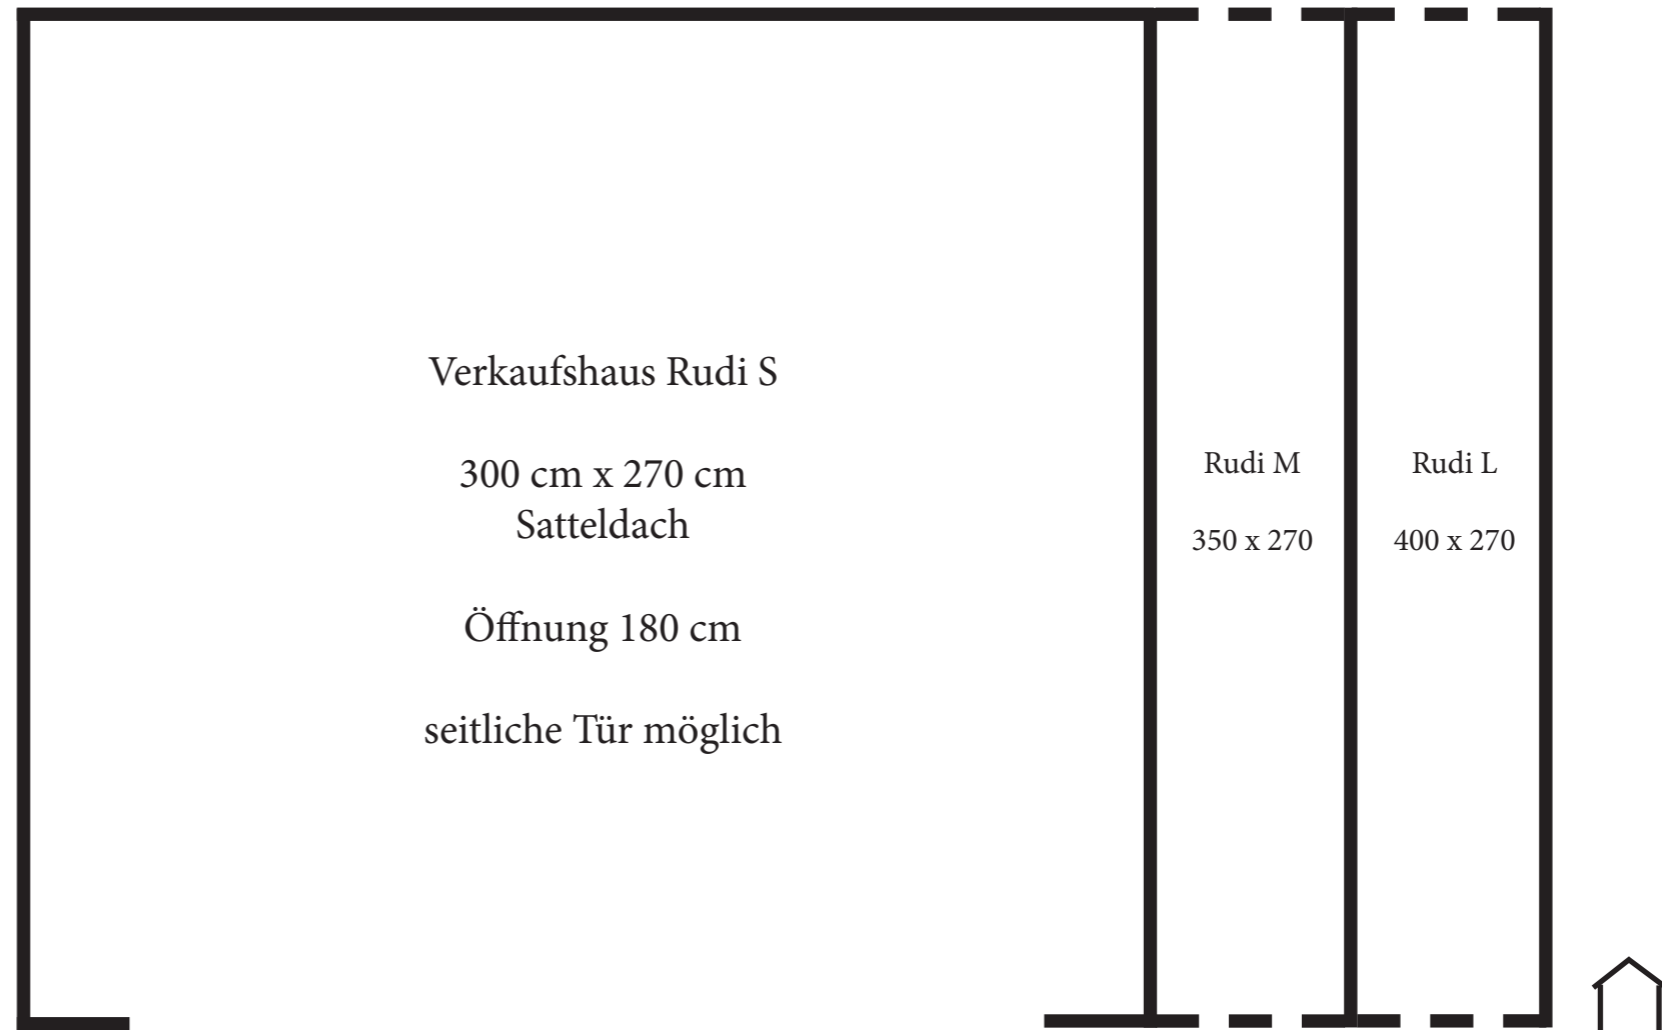 Verkaufshaus Rudi S
300 cm x 270 cm
Satteldach
Öffnung 180 cm
seitliche Tür möglich
Rudi M
350 x 270
Rudi L
400 x 270